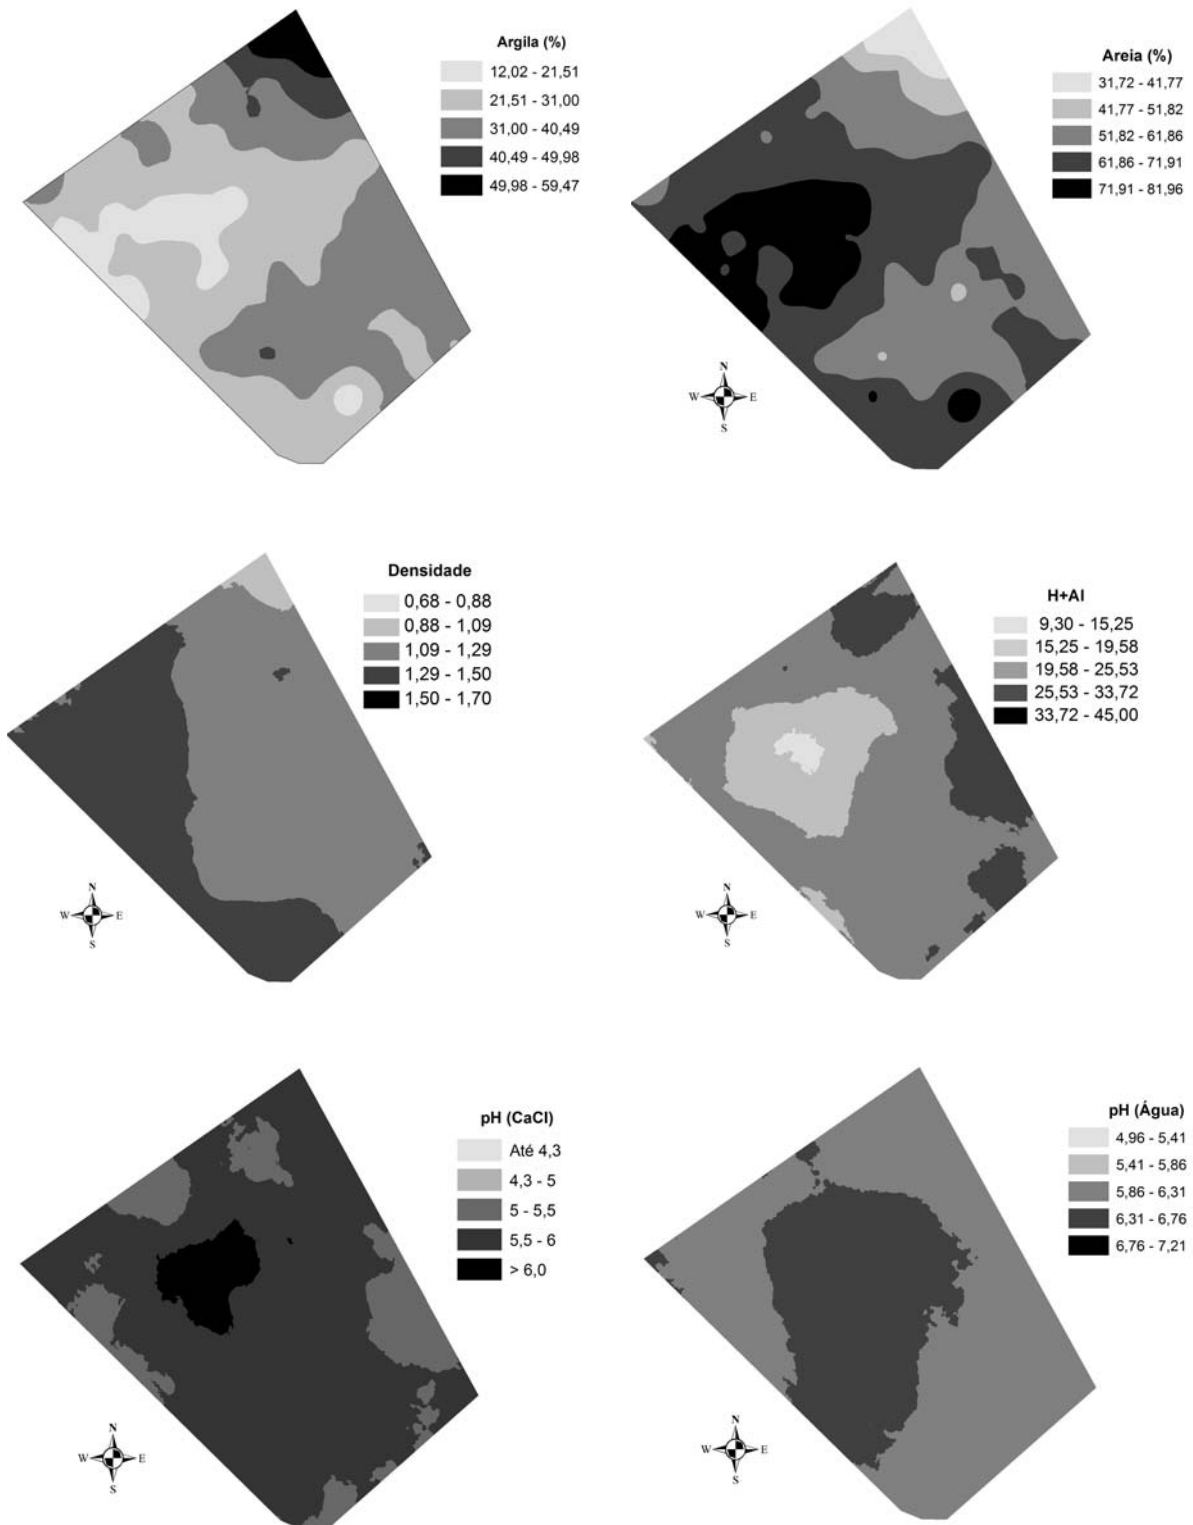 Argila (%)
12,02 - 21,51
21,51 - 31,00
31,00 - 40,49
40,49 - 49,98
49,98 - 59,47
Areia (%)
31,72 - 41,77
41,77 - 51,82
51,82 - 61,86
61,86 - 71,91
71,91 - 81,96
N
W E
S
Densidade
0,68 - 0,88
0,88 - 1,09
1,09 - 1,29
1,29 - 1,50
1,50 - 1,70
N
W E
S
H+Al
9,30 - 15,25
15,25 - 19,58
19,58 - 25,53
25,53 - 33,72
33,72 - 45,00
N
W E
S
pH (CaCl)
Até 4,3
4,3 - 5
5 - 5,5
5,5 - 6
> 6,0
N
W E
S
pH (Água)
4,96 - 5,41
5,41 - 5,86
5,86 - 6,31
6,31 - 6,76
6,76 - 7,21
N
W E
S